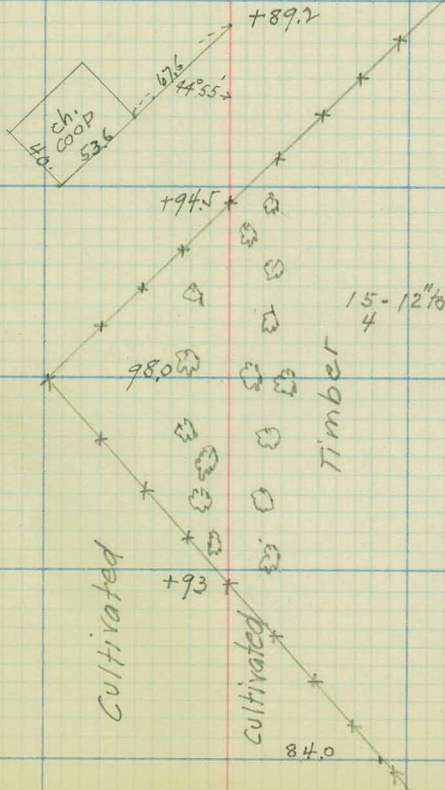 +89.2
67.6
44°55'
ch.
coop
40.
53.6
+94.5
15-12" to
4
98.0
Timber
+93
Cultivated
Cultivated
84.0